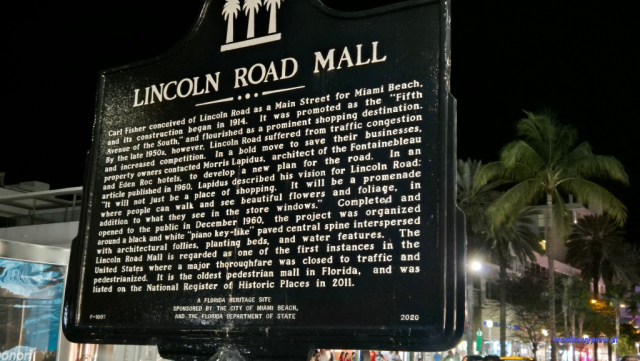 LINCOLN ROAD MALL
Carl Fisher conceived of Lincoln Road as a Main Street for Miami Beach,
and its construction began in 1914. It was promoted as the "Fifth
Avenue of the South," and flourished as a prominent shopping destination.
By the late 1950s, however, Lincoln Road suffered from traffic congestion
and increased competition. In a bold move to save their businesses,
property owners contacted Morris Lapidus, architect of the Fontainebleau
and Eden Roc hotels, to develop a new plan for the road. In an
article published in 1960, Lapidus described his vision for Lincoln Road:
"It will not just be a place of shopping. It will be a promenade
where people can walk and see beautiful flowers and foliage, in
addition to what they see in the store windows." Completed and
opened to the public in December 1960, the project was organized
around a black and white "piano key-like" paved central spine interspersed
with architectural follies, planting beds, and water features. The
Lincoln Road Mall is regarded as one of the first instances in the
United States where a major thoroughfare was closed to traffic and
pedestrianized. It is the oldest pedestrian mall in Florida, and was
listed on the National Register of Historic Places in 2011.
A FLORIDA HERITAGE SITE
SPONSORED BY THE CITY OF MIAMI BEACH,
AND THE FLORIDA DEPARTMENT OF STATE
F-1091 2020